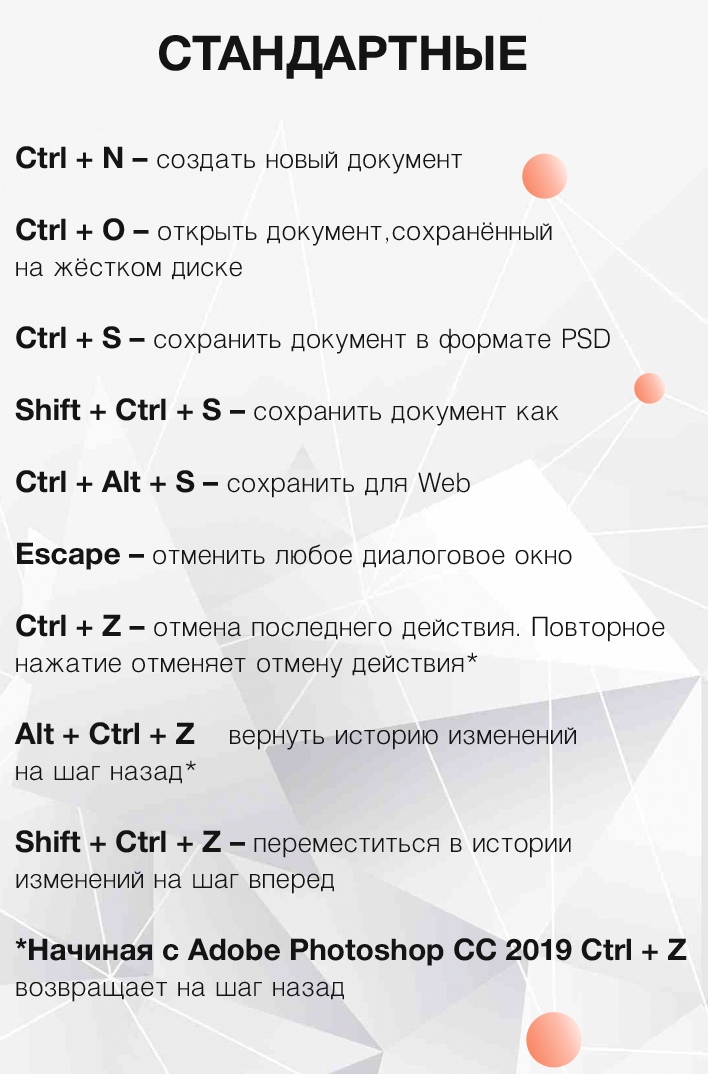 СТАНДАРТНЫЕ
Ctrl + N – создать новый документ
Ctrl + O – открыть документ,сохранённый
на жёстком диске
Ctrl + S – сохранить документ в формате PSD
Shift + Ctrl + S – сохранить документ как
Ctrl + Alt + S – сохранить для Web
Escape – отменить любое диалоговое окно
Ctrl + Z – отмена последнего действия. Повторное
нажатие отменяет отмену действия*
Alt + Ctrl + Z вернуть историю изменений
на шаг назад*
Shift + Ctrl + Z – переместиться в истории
изменений на шаг вперед
*Начиная с Adobe Photoshop CC 2019 Ctrl + Z
возвращает на шаг назад